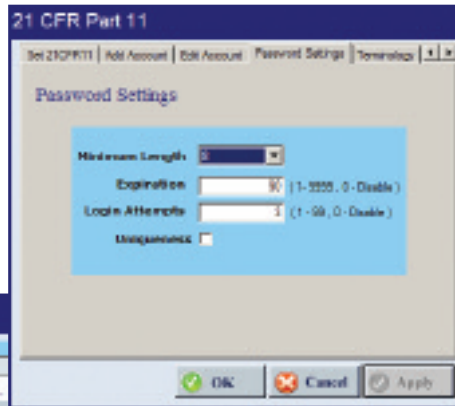 21 CFR Part 11
Set 21CFR11 Add Account Edit Account Password Settings Terminology
Password Settings
Minimum Length
Expiration 90 ( 1- 9999 , 0 - Disable )
Login Attempts 3 ( 1 - 99 , 0 - Disable )
Uniqueness
OK Cancel Apply